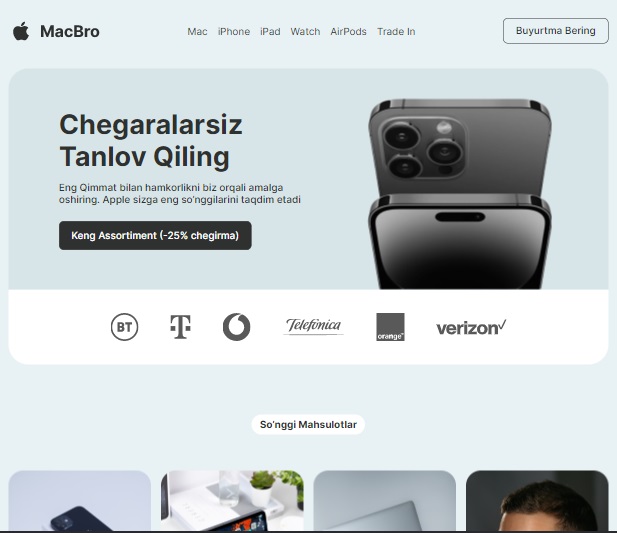 MacBro
Mac iPhone iPad Watch AirPods Trade In
Buyurtma Bering
Chegaralarsiz
Tanlov Qiling
Eng Qimmat bilan hamkorlikni biz orqali amalga
oshiring. Apple sizga eng so'nggilarini taqdim etadi
Keng Assortiment (-25% chegirma)
BT T Telefónica orange verizon✓
So'nggi Mahsulotlar